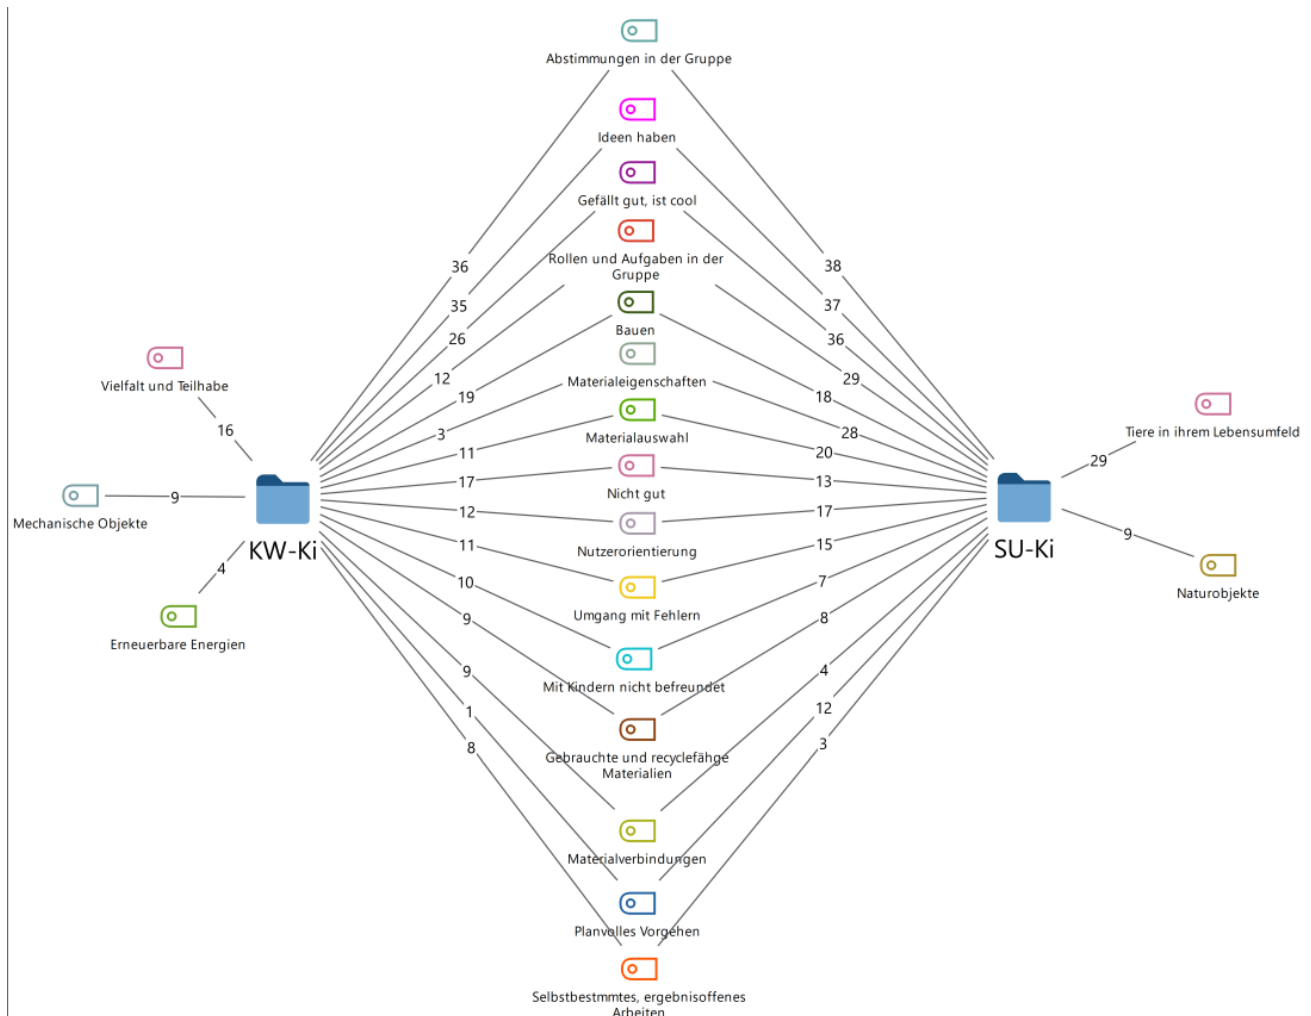 Abstimmungen in der Gruppe
Ideen haben
Gefällt gut, ist cool
Rollen und Aufgaben in der
Gruppe
36
38
35
37
26
36
Bauen
12
29
19
18
Materialeigenschaften
3
28
Materialauswahl
11
20
Vielfalt und Teilhabe
16
Tiere in ihrem Lebensumfeld
29
Nicht gut
17
13
Mechanische Objekte
9
KW-Ki
SU-Ki
12
17
Nutzerorientierung
9
Naturobjekte
4
Erneuerbare Energien
11
15
Umgang mit Fehlern
10
7
Mit Kindern nicht befreundet
9
8
Gebrauchte und recyclefähge
Materialien
9
4
Materialverbindungen
1
12
Planvolles Vorgehen
8
3
Selbstbestmmtes, ergebnisoffenes
Arbeiten